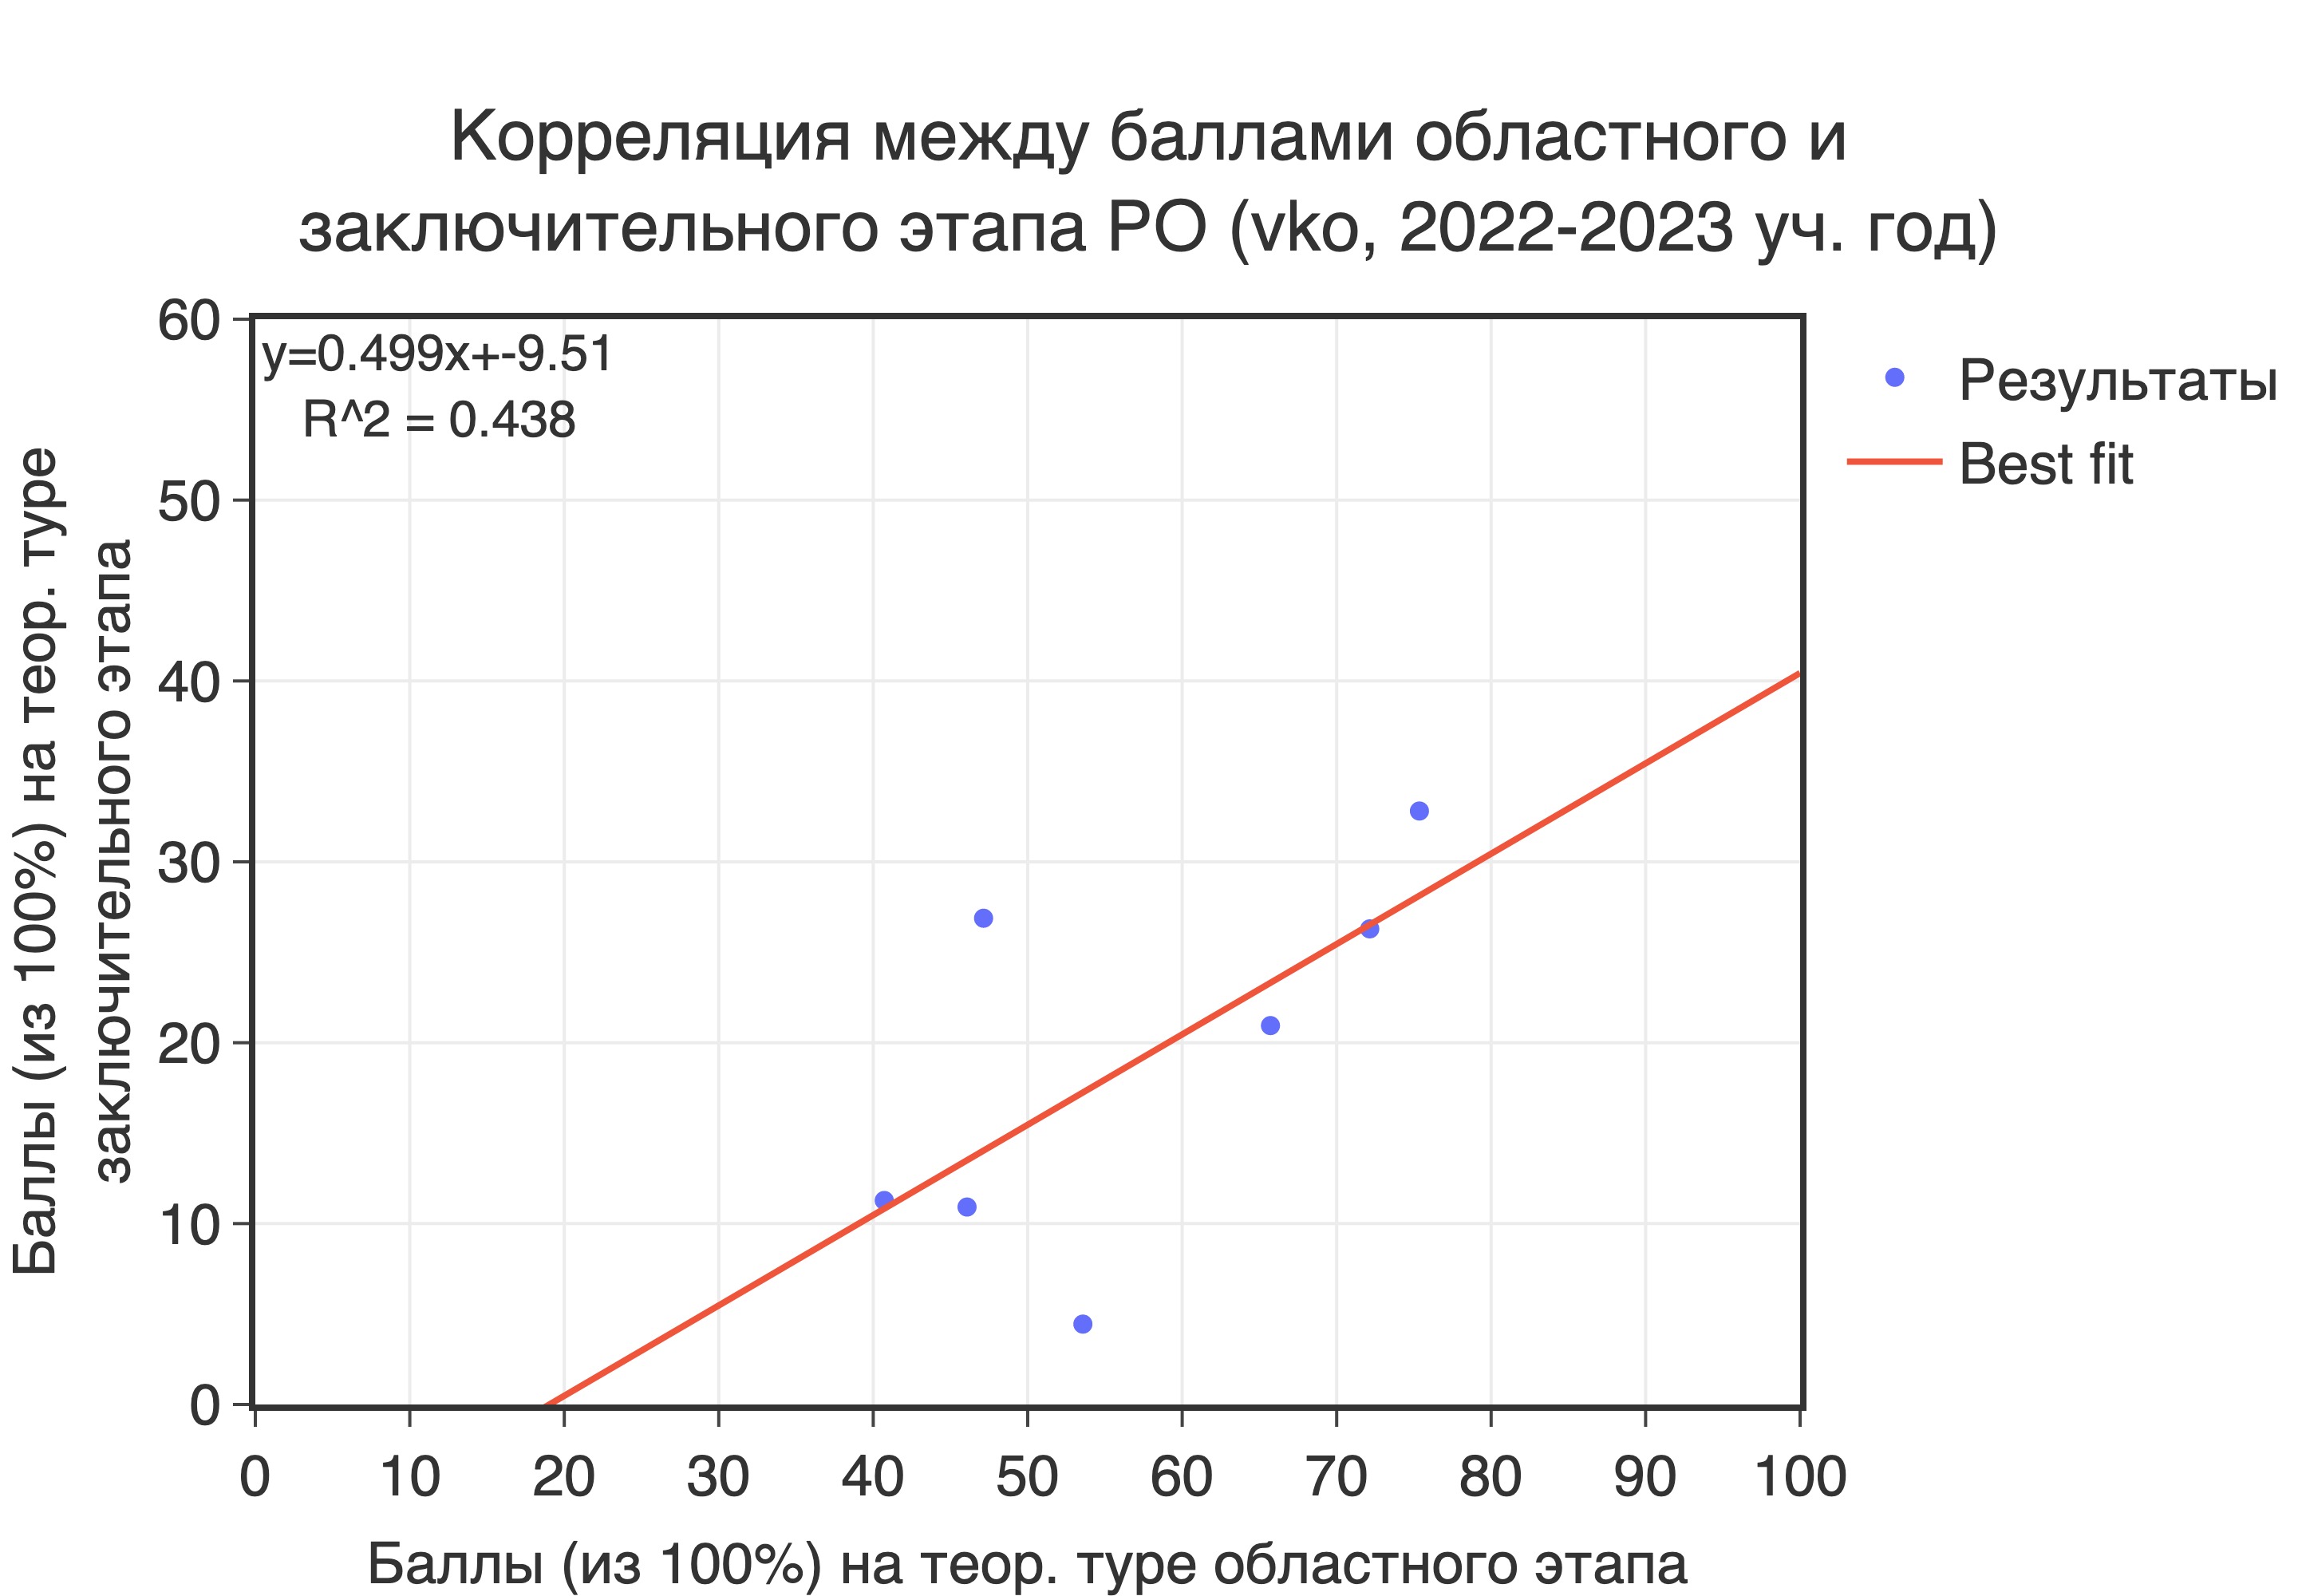 Корреляция между баллами областного и
заключительного этапа РО (vko, 2022-2023 уч. год)
y=0.499x+-9.51
R^2 = 0.438
Результаты
Best fit
Баллы (из 100%) на теор. туре
заключительного этапа
60
50
40
30
20
10
0
0 10 20 30 40 50 60 70 80 90 100
Баллы (из 100%) на теор. туре областного этапа